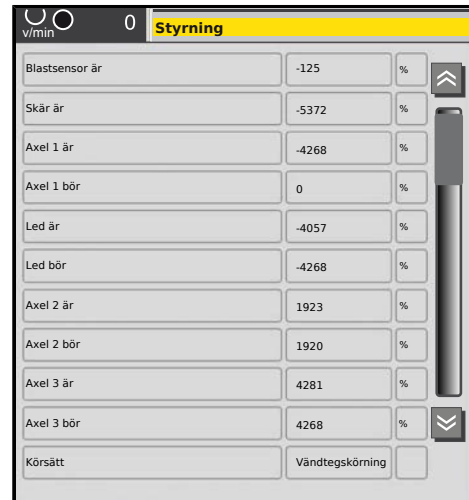 v/min 0 Styrning
Blastsensor är -125 %
Skär är -5372 %
Axel 1 är -4268 %
Axel 1 bör 0 %
Led är -4057 %
Led bör -4268 %
Axel 2 är 1923 %
Axel 2 bör 1920 %
Axel 3 är 4281 %
Axel 3 bör 4268 %
Körsätt Vändtegskörning